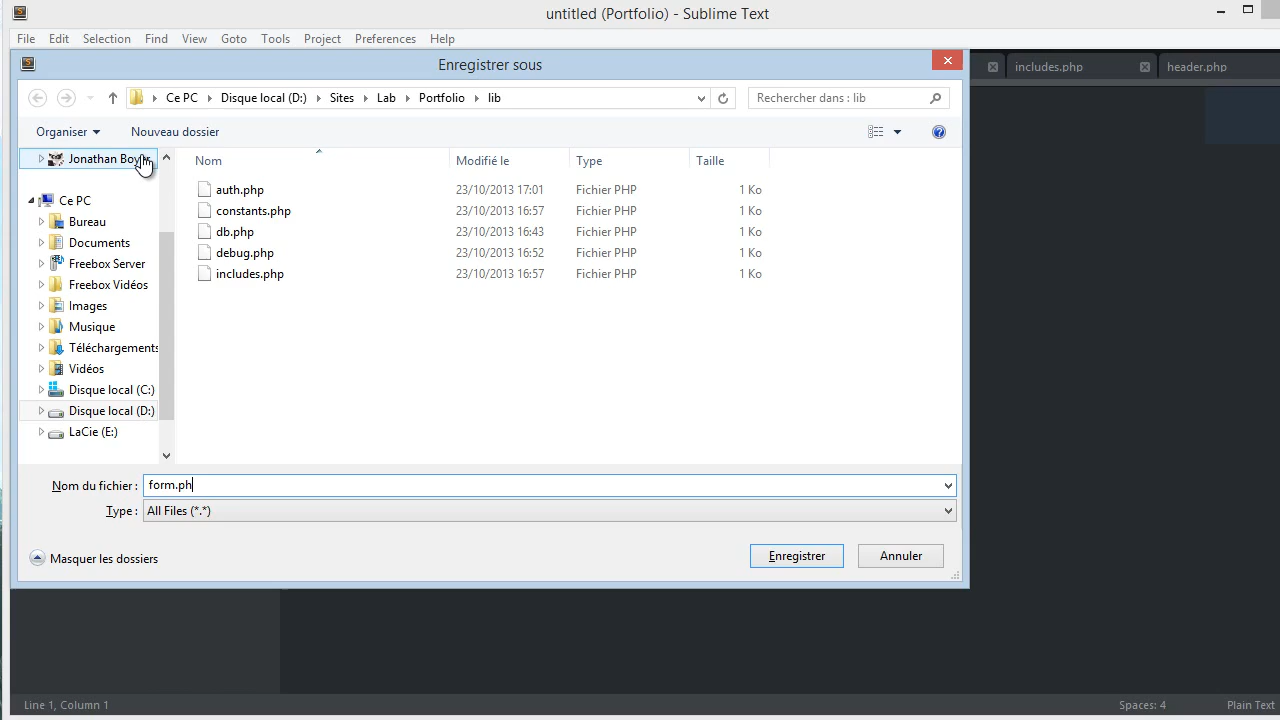 untitled (Portfolio) - Sublime Text
File Edit Selection Find View Goto Tools Project Preferences Help
Enregistrer sous
includes.php header.php
Ce PC Disque local (D:) Sites Lab Portfolio lib Rechercher dans : lib
Organiser Nouveau dossier
Jonathan
Nom Modifié le Type Taille
auth.php 23/10/2013 17:01 Fichier PHP 1 Ko
constants.php 23/10/2013 16:57 Fichier PHP 1 Ko
db.php 23/10/2013 16:43 Fichier PHP 1 Ko
debug.php 23/10/2013 16:52 Fichier PHP 1 Ko
includes.php 23/10/2013 16:57 Fichier PHP 1 Ko
Ce PC
Bureau
Documents
Freebox Server
Freebox Vidéos
Images
Musique
Téléchargements
Vidéos
Disque local (C:)
Disque local (D:)
LaCie (E:)
Nom du fichier : form.ph
Type : All Files (*.*)
Masquer les dossiers Enregistrer Annuler
Line 1, Column 1 Spaces: 4 Plain Text